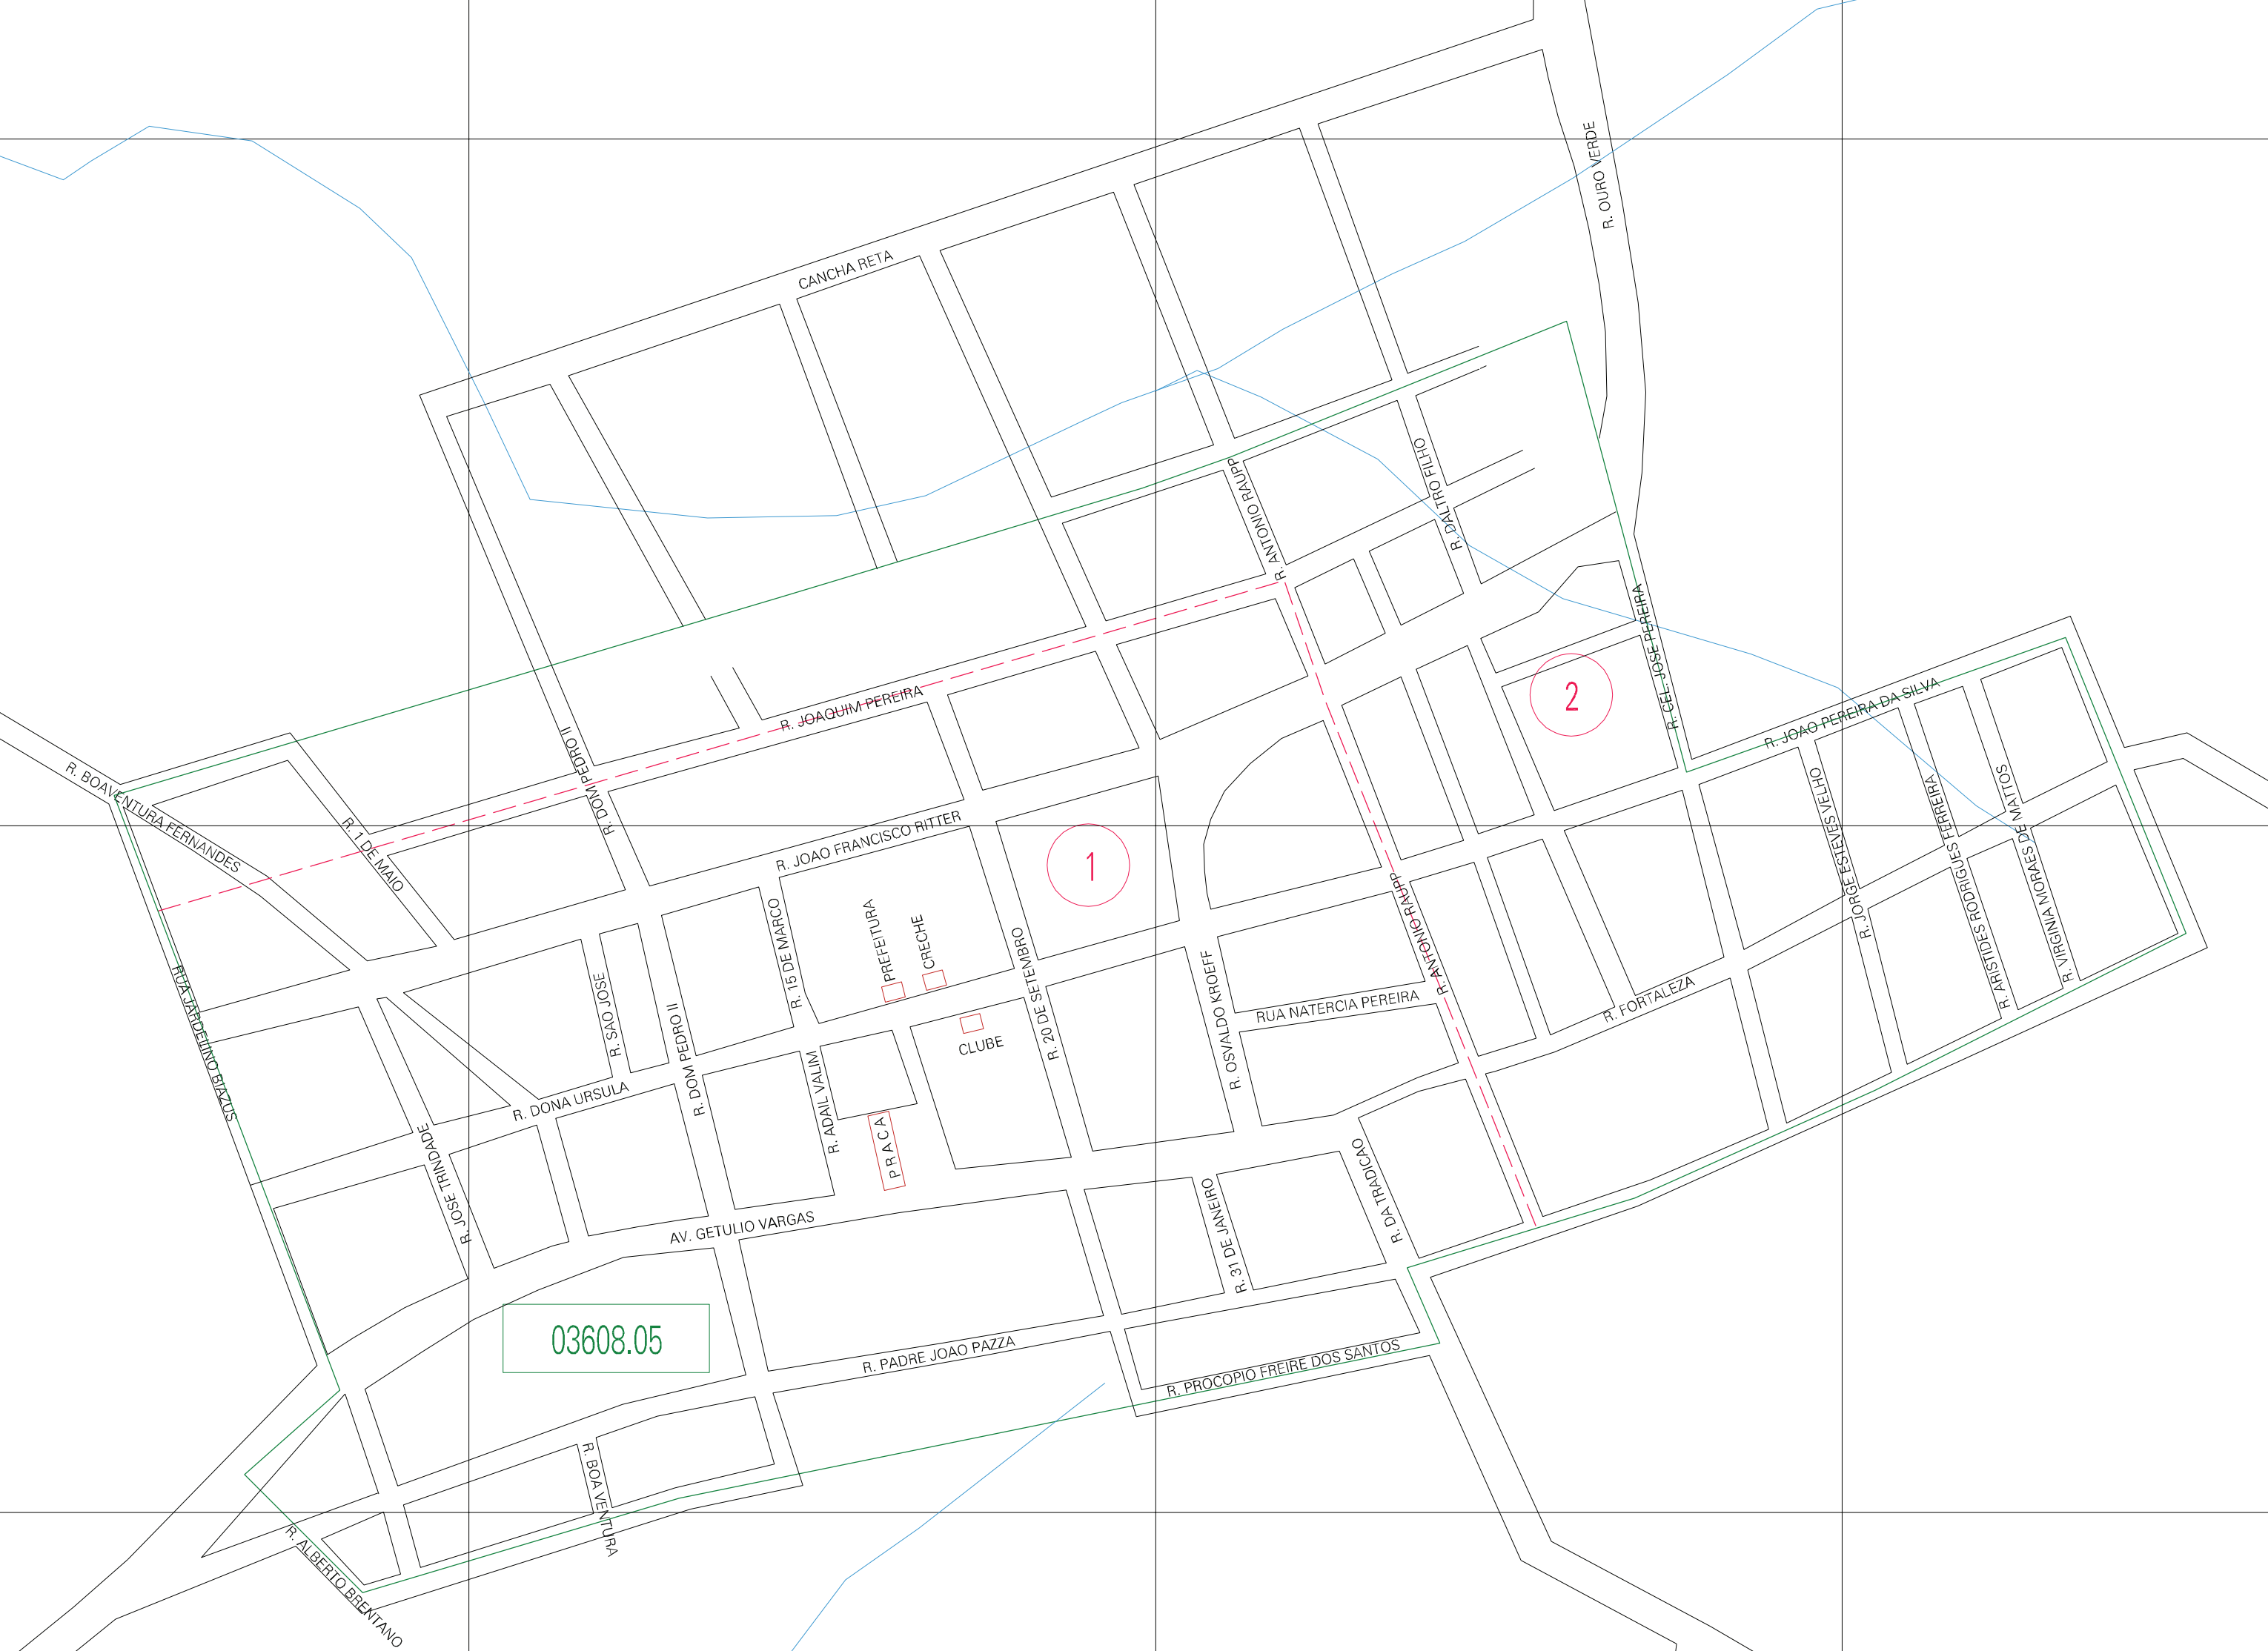 R. OURO VERDE
CANCHA RETA
R. ANTONIO RAUPP
R. DALTRO FILHO
R. CEL. JOSE PEREIRA
2
R. JOAO PEREIRA DA SILVA
R. JOAQUIM PEREIRA
R. DOM PEDRO II
R. BOAVENTURA FERNANDES
R. 1 DE MAIO
R. JOAO FRANCISCO RITTER
1
R. JORGE ESTEVES VELHO
R. ARISTIDES RODRIGUES FERREIRA
R. VIRGINIA MORAES DE MATTOS
R. 15 DE MARCO
PREFEITURA
CRECHE
R. 20 DE SETEMBRO
R. ANTONIO RAUPP
R. OSVALDO KROEFF
RUA NATERCIA PEREIRA
R. FORTALEZA
RUA JARDELINO BIAZUS
R. SAO JOSE
R. DOM PEDRO II
CLUBE
R. DONA URSULA
R. ADAIL VALIM
PRACA
R. JOSE TRINDADE
R. DA TRADICAO
R. 31 DE JANEIRO
AV. GETULIO VARGAS
03608.05
R. PADRE JOAO PAZZA
R. PROCOPIO FREIRE DOS SANTOS
R. BOA VENTURA
R. ALBERTO BRENTANO